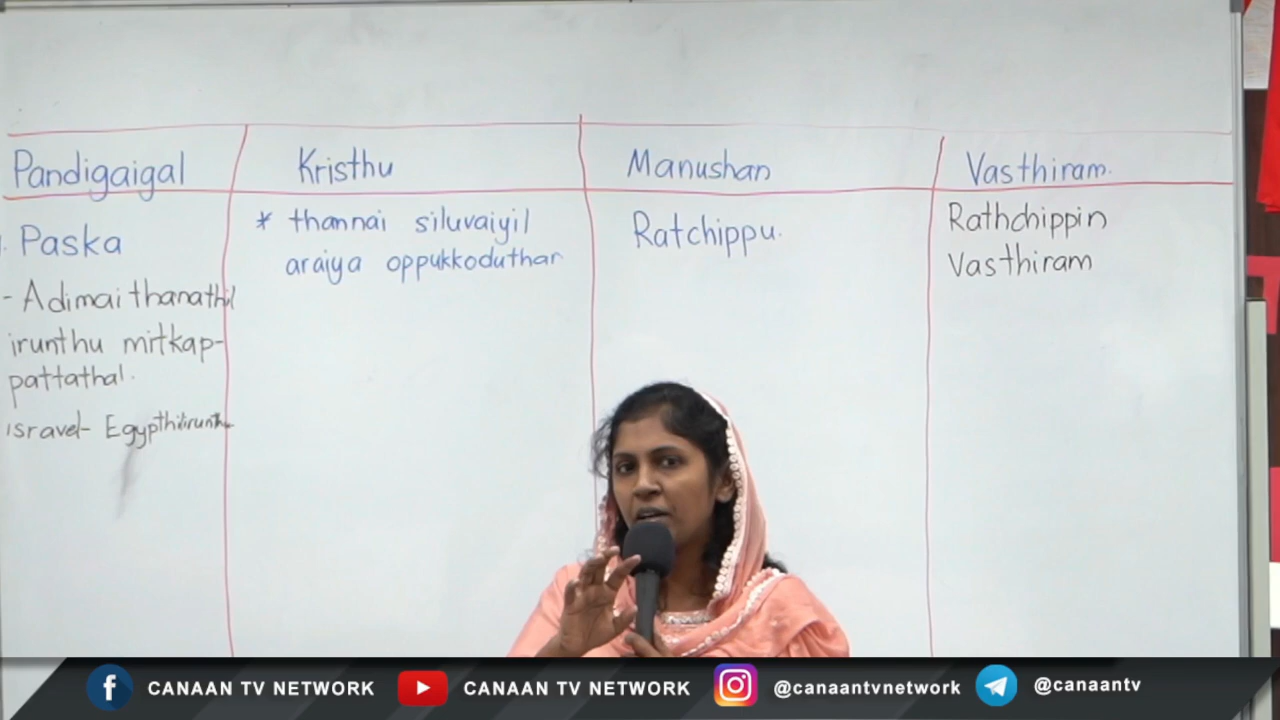 Pandigaigal
Kristhu
Manushan
Vasthiram.
Paska
- Adimaithanathil
irunthu mitkap-
pattathal.
isravel- Egypthilirunthu
* thannai siluvaiyil
araiya oppukkoduthar
Ratchippu.
Rathchippin
Vasthiram
CANAAN TV NETWORK
CANAAN TV NETWORK
@canaantvnetwork
@canaantv